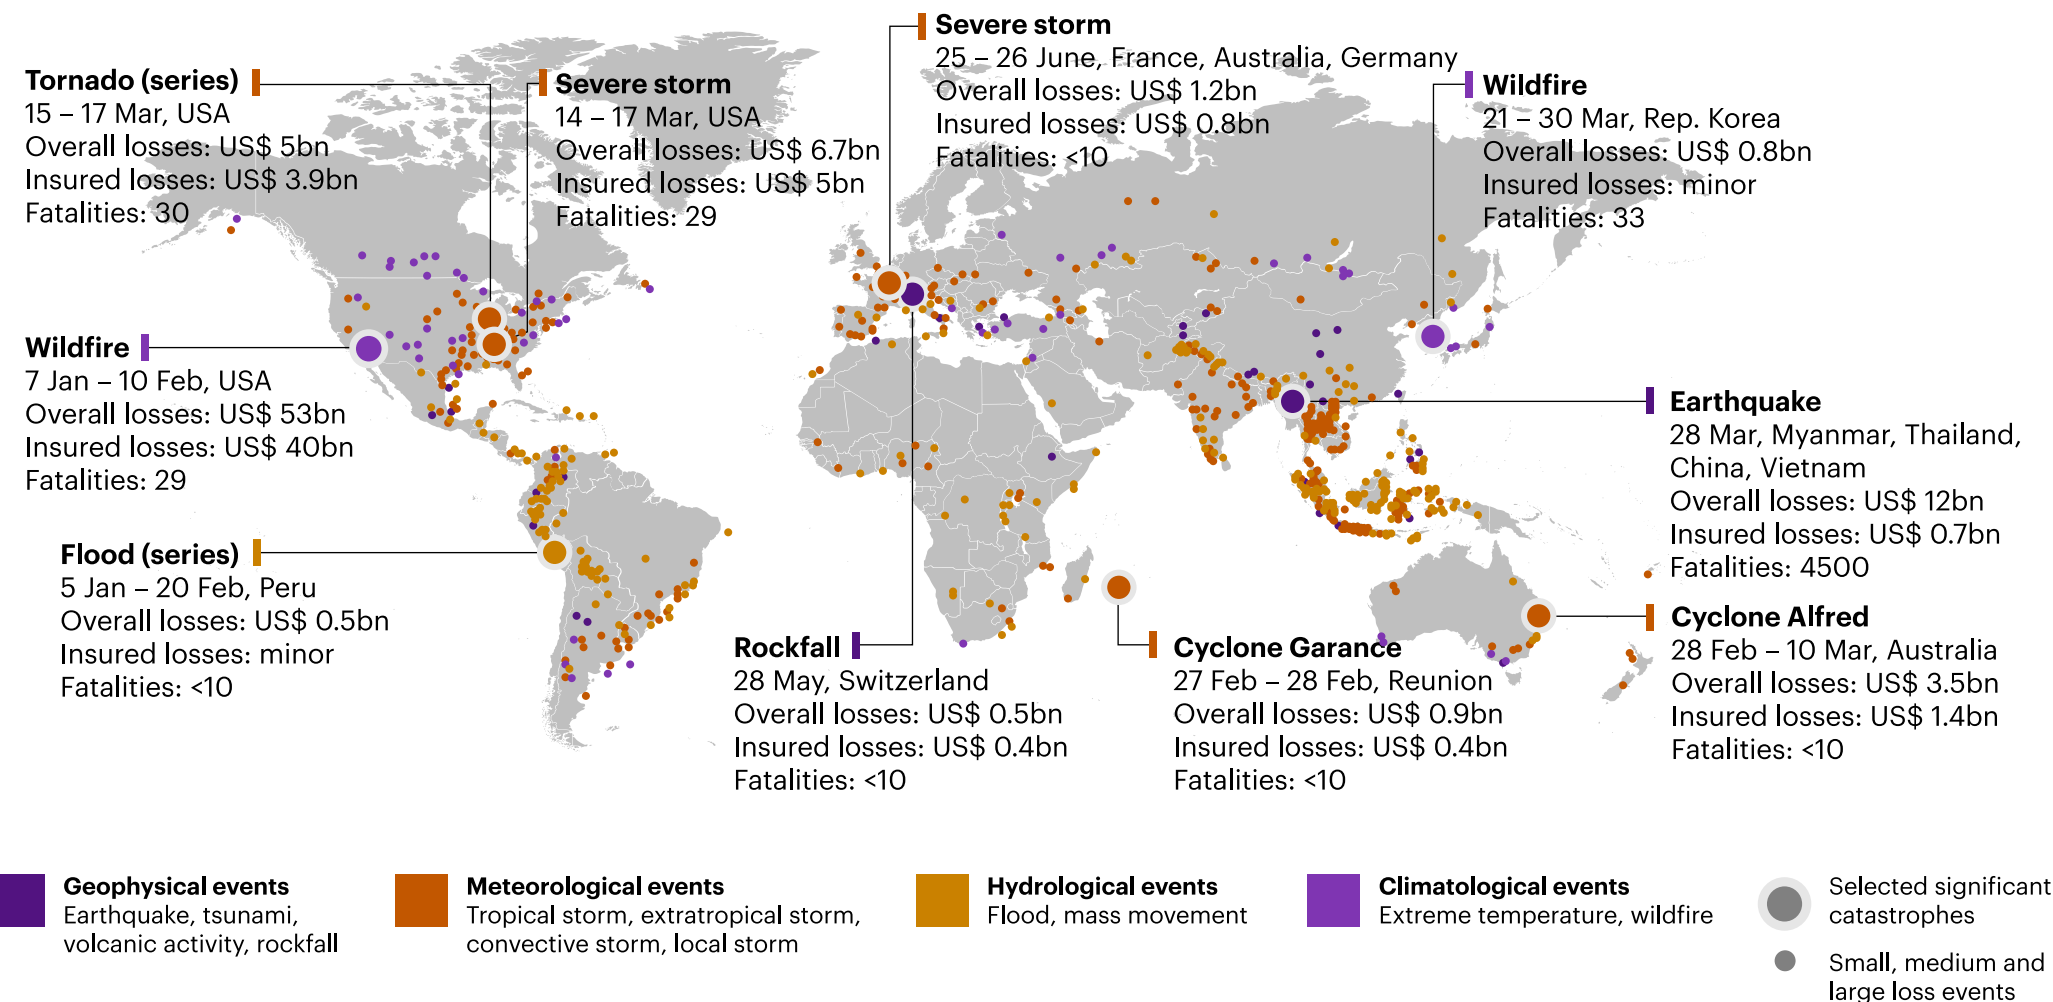 Tornado (series)
15 – 17 Mar, USA
Overall losses: US$ 5bn
Insured losses: US$ 3.9bn
Fatalities: 30
Severe storm
14 – 17 Mar, USA
Overall losses: US$ 6.7bn
Insured losses: US$ 5bn
Fatalities: 29
Severe storm
25 – 26 June, France, Australia, Germany
Overall losses: US$ 1.2bn
Insured losses: US$ 0.8bn
Fatalities: <10
Wildfire
21 – 30 Mar, Rep. Korea
Overall losses: US$ 0.8bn
Insured losses: minor
Fatalities: 33
Wildfire
7 Jan – 10 Feb, USA
Overall losses: US$ 53bn
Insured losses: US$ 40bn
Fatalities: 29
Earthquake
28 Mar, Myanmar, Thailand,
China, Vietnam
Overall losses: US$ 12bn
Insured losses: US$ 0.7bn
Fatalities: 4500
Flood (series)
5 Jan – 20 Feb, Peru
Overall losses: US$ 0.5bn
Insured losses: minor
Fatalities: <10
Rockfall
28 May, Switzerland
Overall losses: US$ 0.5bn
Insured losses: US$ 0.4bn
Fatalities: <10
Cyclone Garance
27 Feb – 28 Feb, Reunion
Overall losses: US$ 0.9bn
Insured losses: US$ 0.4bn
Fatalities: <10
Cyclone Alfred
28 Feb – 10 Mar, Australia
Overall losses: US$ 3.5bn
Insured losses: US$ 1.4bn
Fatalities: <10
Geophysical events
Earthquake, tsunami,
volcanic activity, rockfall
Meteorological events
Tropical storm, extratropical storm,
convective storm, local storm
Hydrological events
Flood, mass movement
Climatological events
Extreme temperature, wildfire
Selected significant
catastrophes
Small, medium and
large loss events